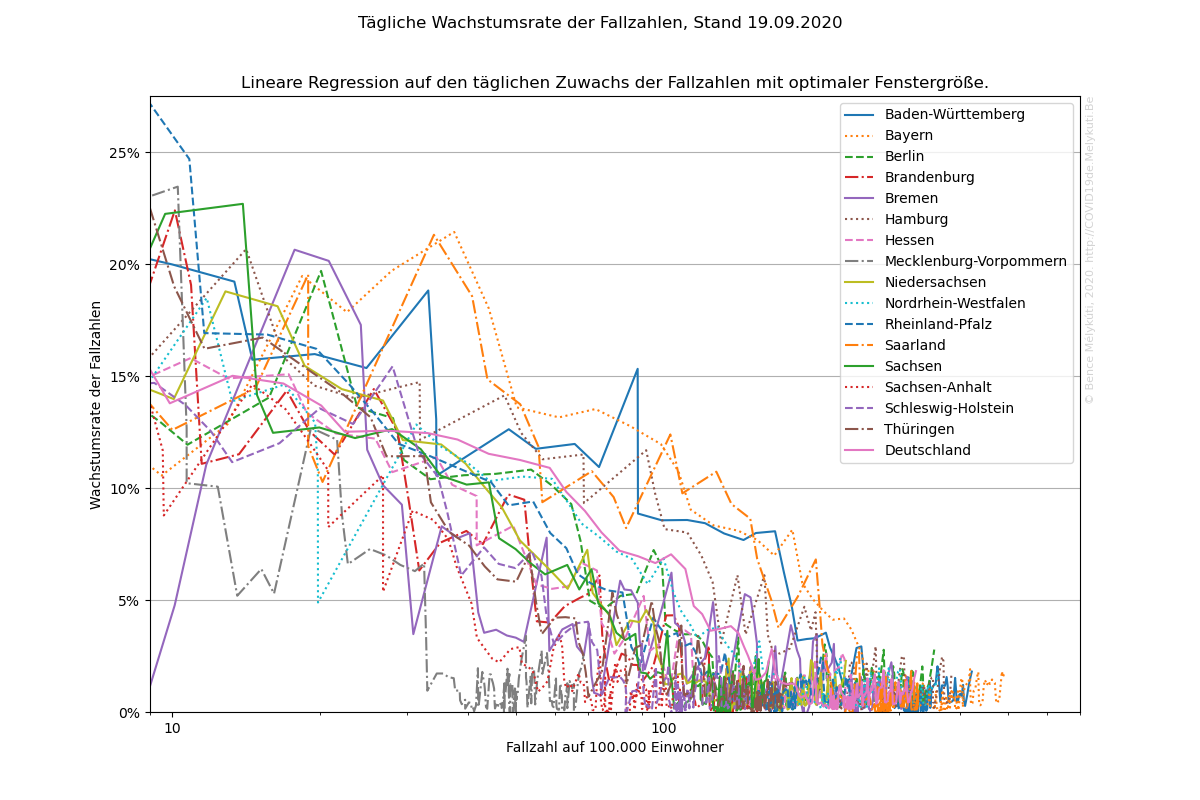 Tägliche Wachstumsrate der Fallzahlen, Stand 19.09.2020
Lineare Regression auf den täglichen Zuwachs der Fallzahlen mit optimaler Fenstergröße.
Wachstumsrate der Fallzahlen
25%
20%
15%
10%
5%
0%
10
100
Fallzahl auf 100.000 Einwohner
Baden-Württemberg
Bayern
Berlin
Brandenburg
Bremen
Hamburg
Hessen
Mecklenburg-Vorpommern
Niedersachsen
Nordrhein-Westfalen
Rheinland-Pfalz
Saarland
Sachsen
Sachsen-Anhalt
Schleswig-Holstein
Thüringen
Deutschland
© Bence Mélykúti, 2020. http://COVID19de.Melykuti.Be